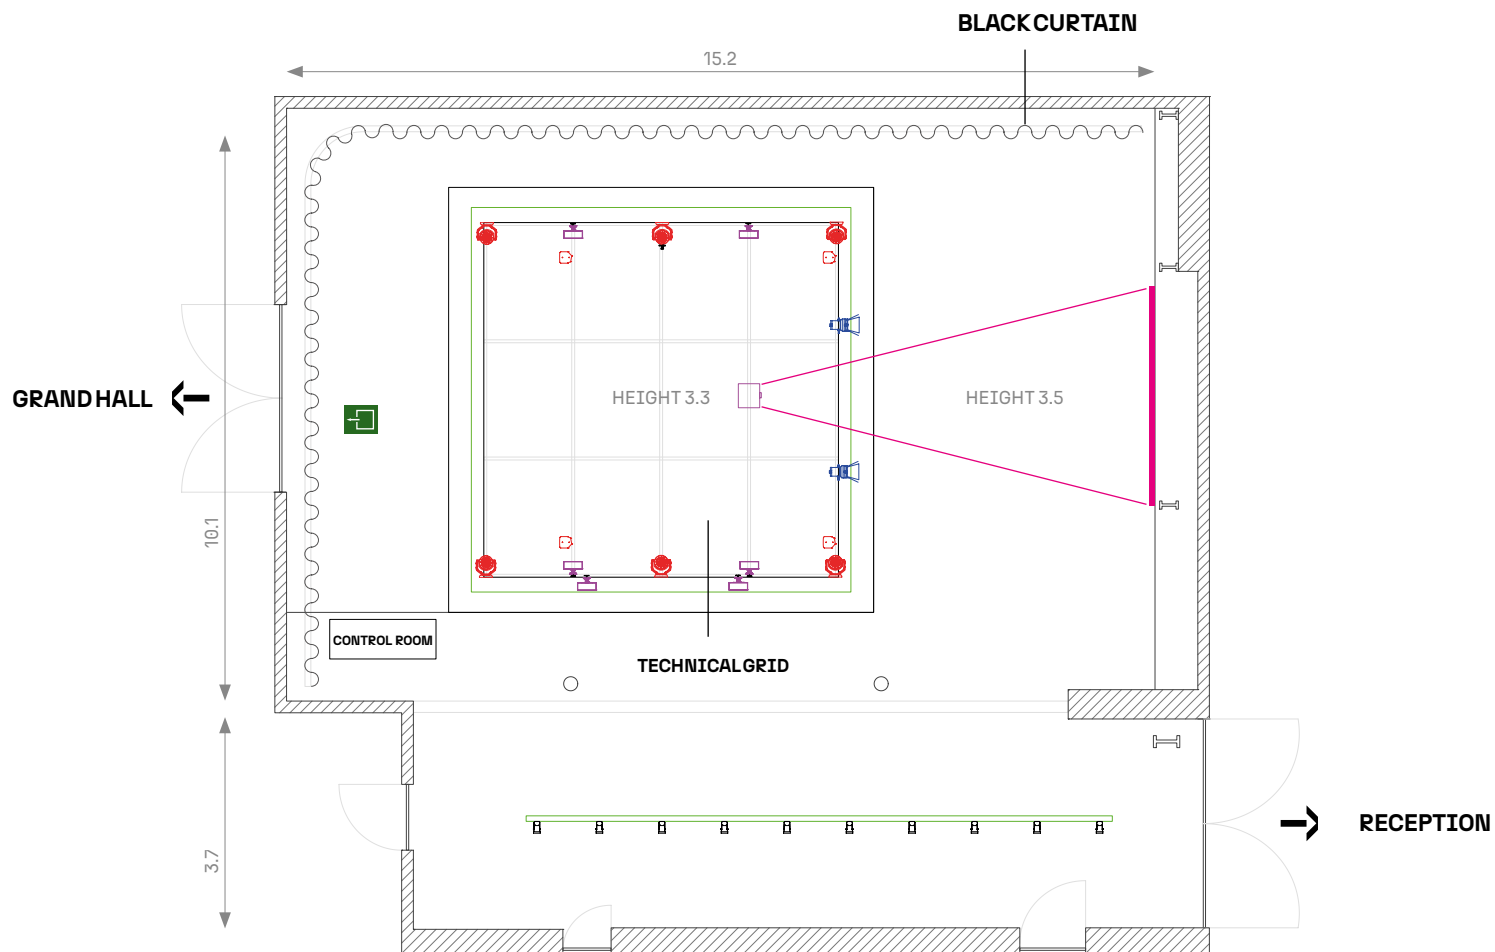 BLACK CURTAIN
15.2
GRAND HALL
HEIGHT 3.3
HEIGHT 3.5
10.1
CONTROL ROOM
TECHNICAL GRID
3.7
RECEPTION